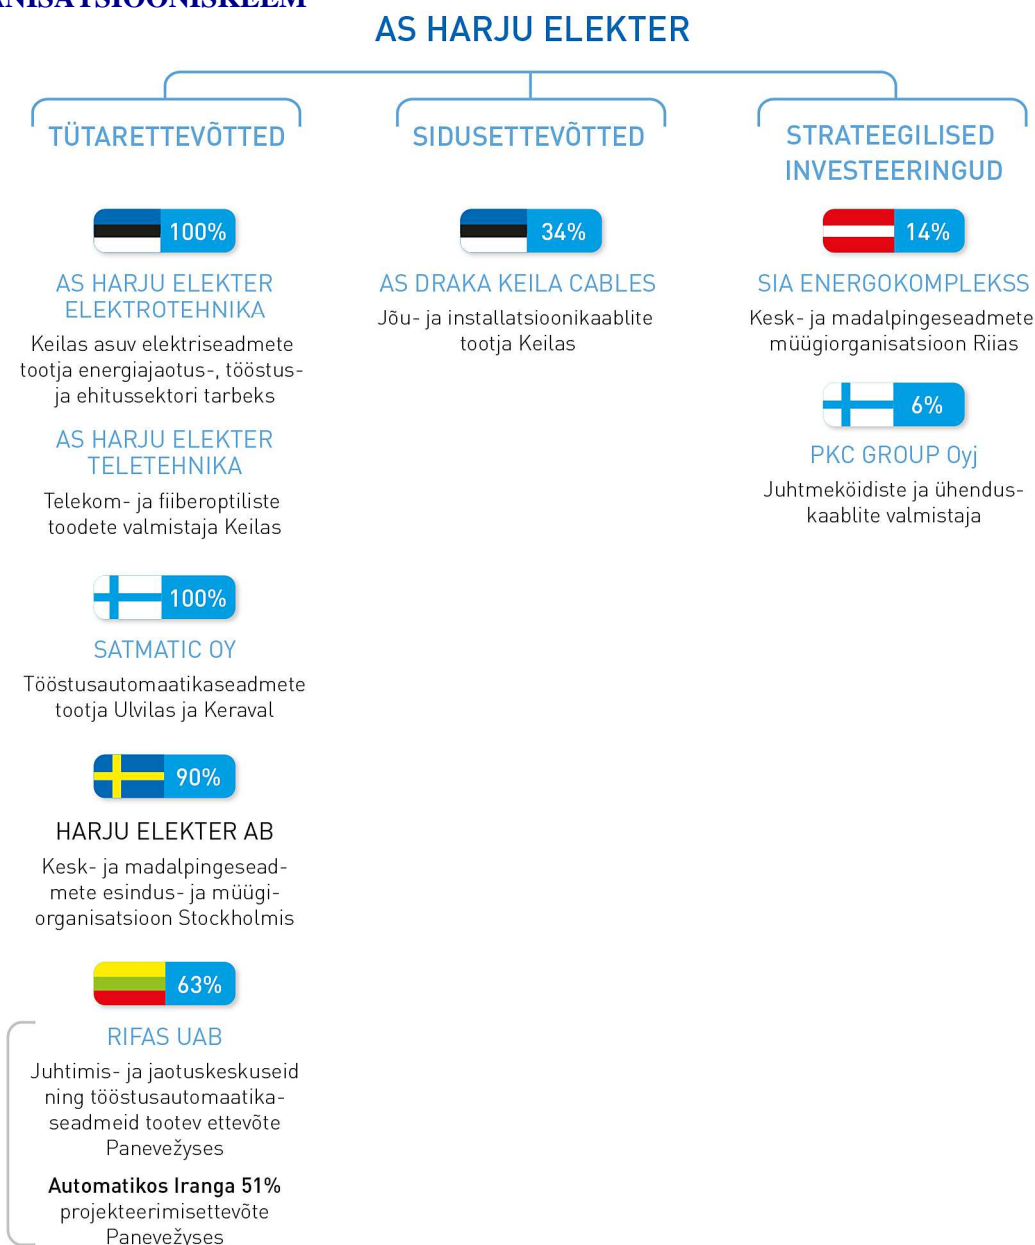 AS HARJU ELEKTER
TÜTARETTEVÕTTED
100%
AS HARJU ELEKTER
ELEKTROTEHNIKA
Keilas asuv elektriseadmete
tootja energiajaotus-, tööstus-
ja ehitussektori tarbeks
AS HARJU ELEKTER
TELETEHNIKA
Telekom- ja fiiberoptiliste
toodete valmistaja Keilas
100%
SATMATIC OY
Tööstusautomaatikaseadmete
tootja Ulvilas ja Keraval
90%
HARJU ELEKTER AB
Kesk- ja madalpingesead-
mete esindus- ja müügi-
organisatsioon Stockholmis
63%
RIFAS UAB
Juhtimis- ja jaotuskeskuseid
ning tööstusautomaatika-
seadmeid tootev ettevõte
Panevežyses
Automatikos Iranga 51%
projekteerimisettevõte
Panevežyses
SIDUSETTEVÕTTED
34%
AS DRAKA KEILA CABLES
Jõu- ja installatsioonikaablite
tootja Keilas
STRATEEGILISED
INVESTEERINGUD
14%
SIA ENERGOKOMPLEKSS
Kesk- ja madalpingeseadmete
müügiorganisatsioon Riias
6%
PKC GROUP Oyj
Juhtmeköidiste ja ühendus-
kaablite valmistaja